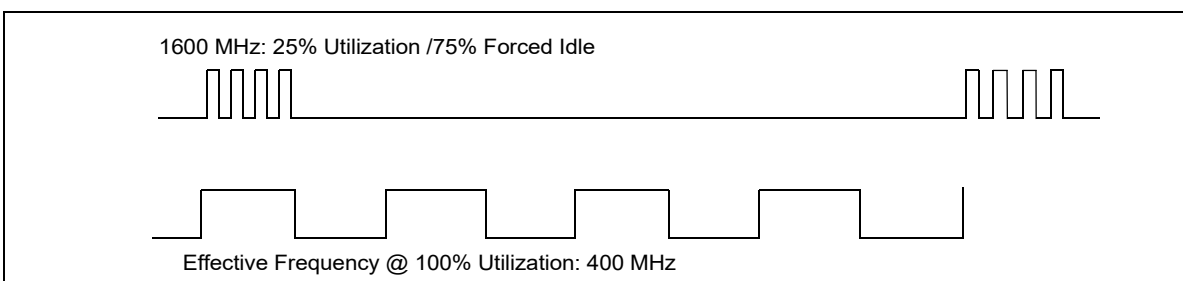 1600 MHz: 25% Utilization /75% Forced Idle
Effective Frequency @ 100% Utilization: 400 MHz